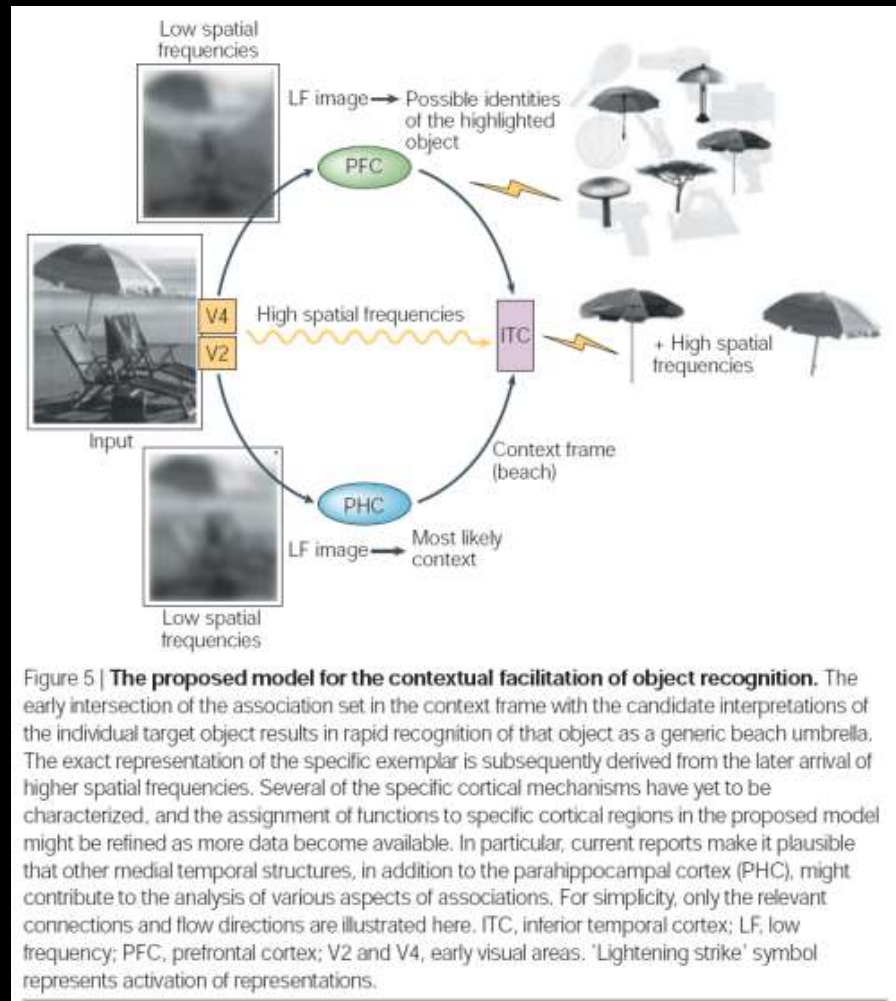 Low spatial
frequencies
LF image → Possible identities
of the highlighted
object
PFC
V4
V2
High spatial frequencies
ITC
+ High spatial
frequencies
Input
Context frame
(beach)
PHC
LF image → Most likely
context
Low spatial
frequencies
Figure 5 | The proposed model for the contextual facilitation of object recognition. The
early intersection of the association set in the context frame with the candidate interpretations of
the individual target object results in rapid recognition of that object as a generic beach umbrella.
The exact representation of the specific exemplar is subsequently derived from the later arrival of
higher spatial frequencies. Several of the specific cortical mechanisms have yet to be
characterized, and the assignment of functions to specific cortical regions in the proposed model
might be refined as more data become available. In particular, current reports make it plausible
that other medial temporal structures, in addition to the parahippocampal cortex (PHC), might
contribute to the analysis of various aspects of associations. For simplicity, only the relevant
connections and flow directions are illustrated here. ITC, inferior temporal cortex; LF, low
frequency; PFC, prefrontal cortex; V2 and V4, early visual areas. 'Lightening strike' symbol
represents activation of representations.